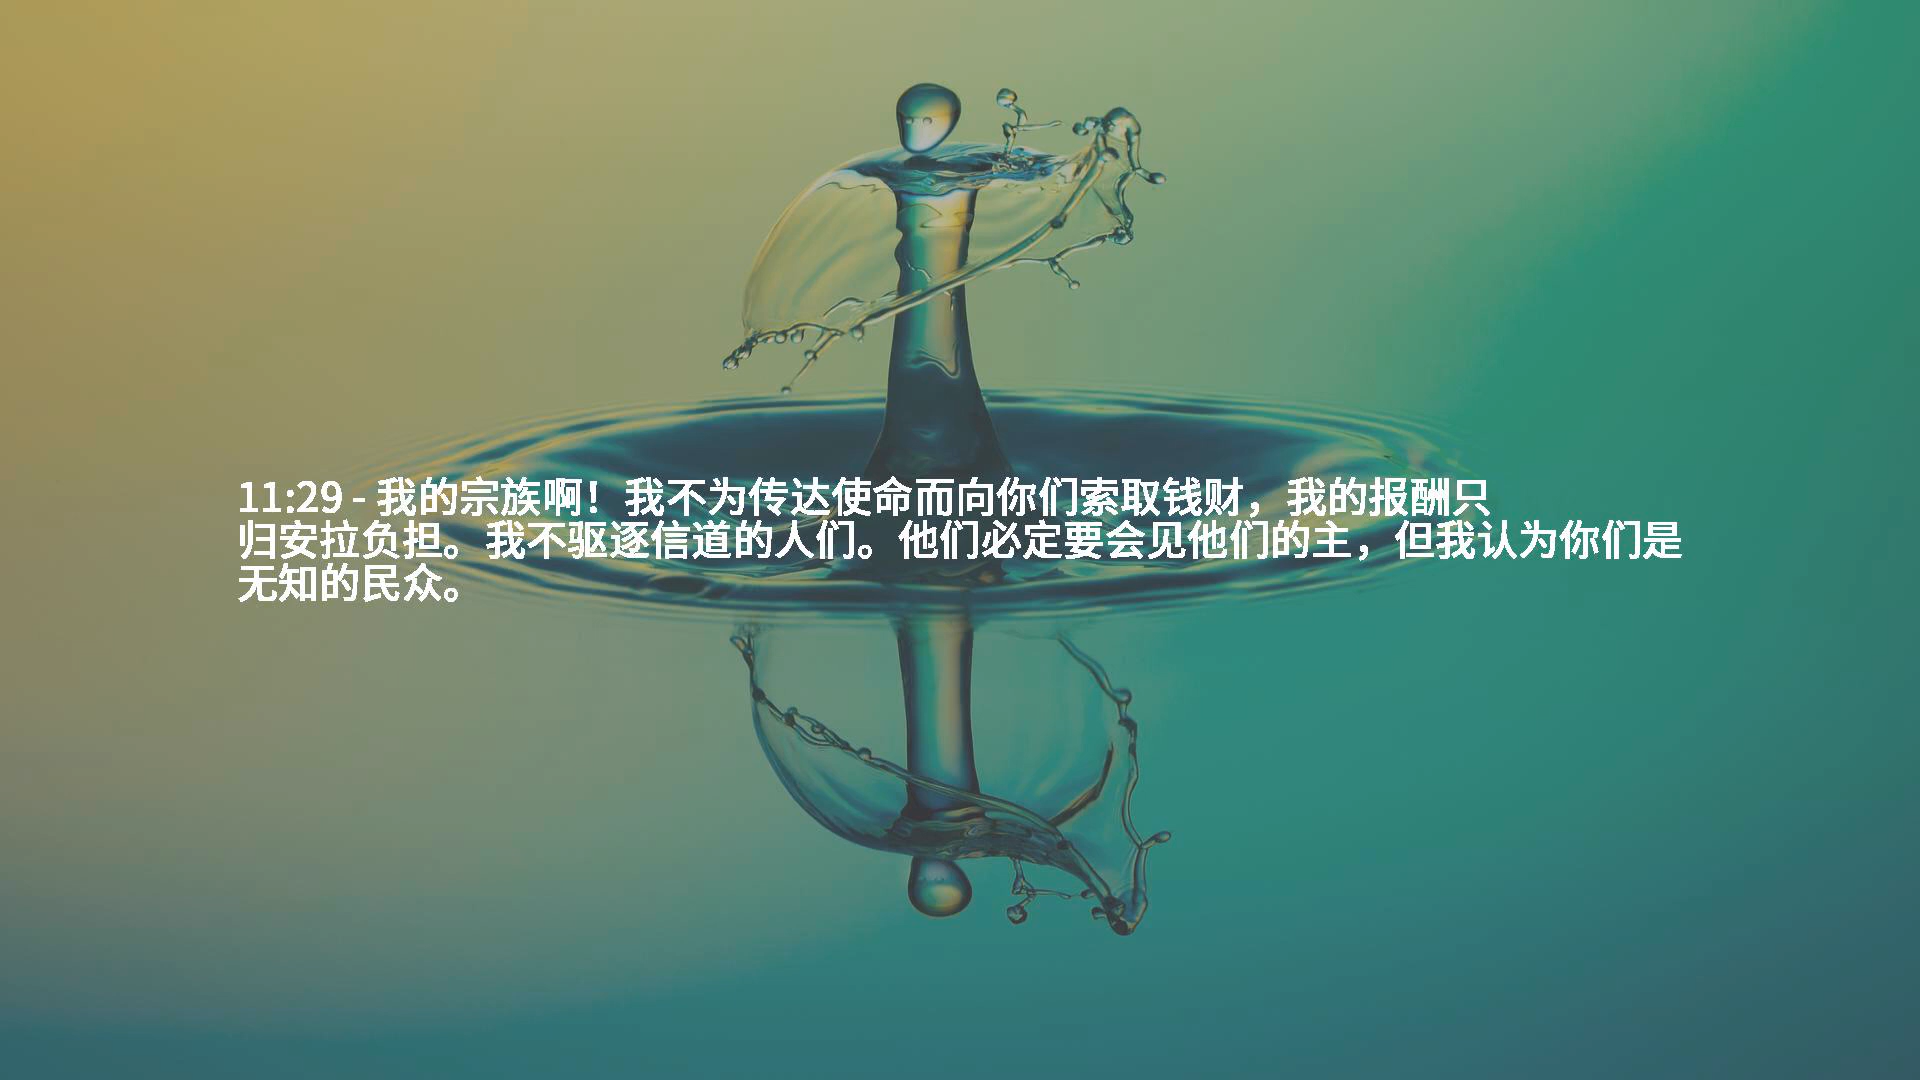 11:29 - 我的宗族啊！我不为传达使命而向你们索取钱财，我的报酬只
归安拉负担。我不驱逐信道的人们。他们必定要会见他们的主，但我认为你们是
无知的民众。